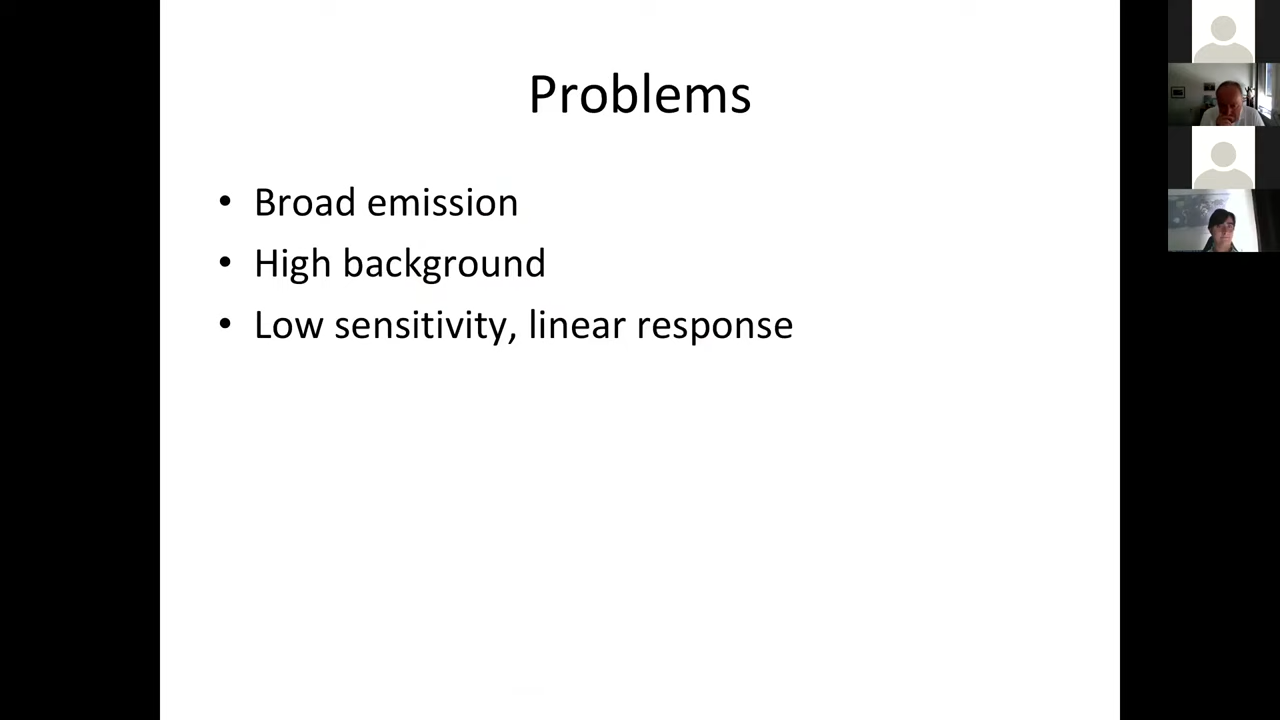 Problems
• Broad emission
• High background
• Low sensitivity, linear response